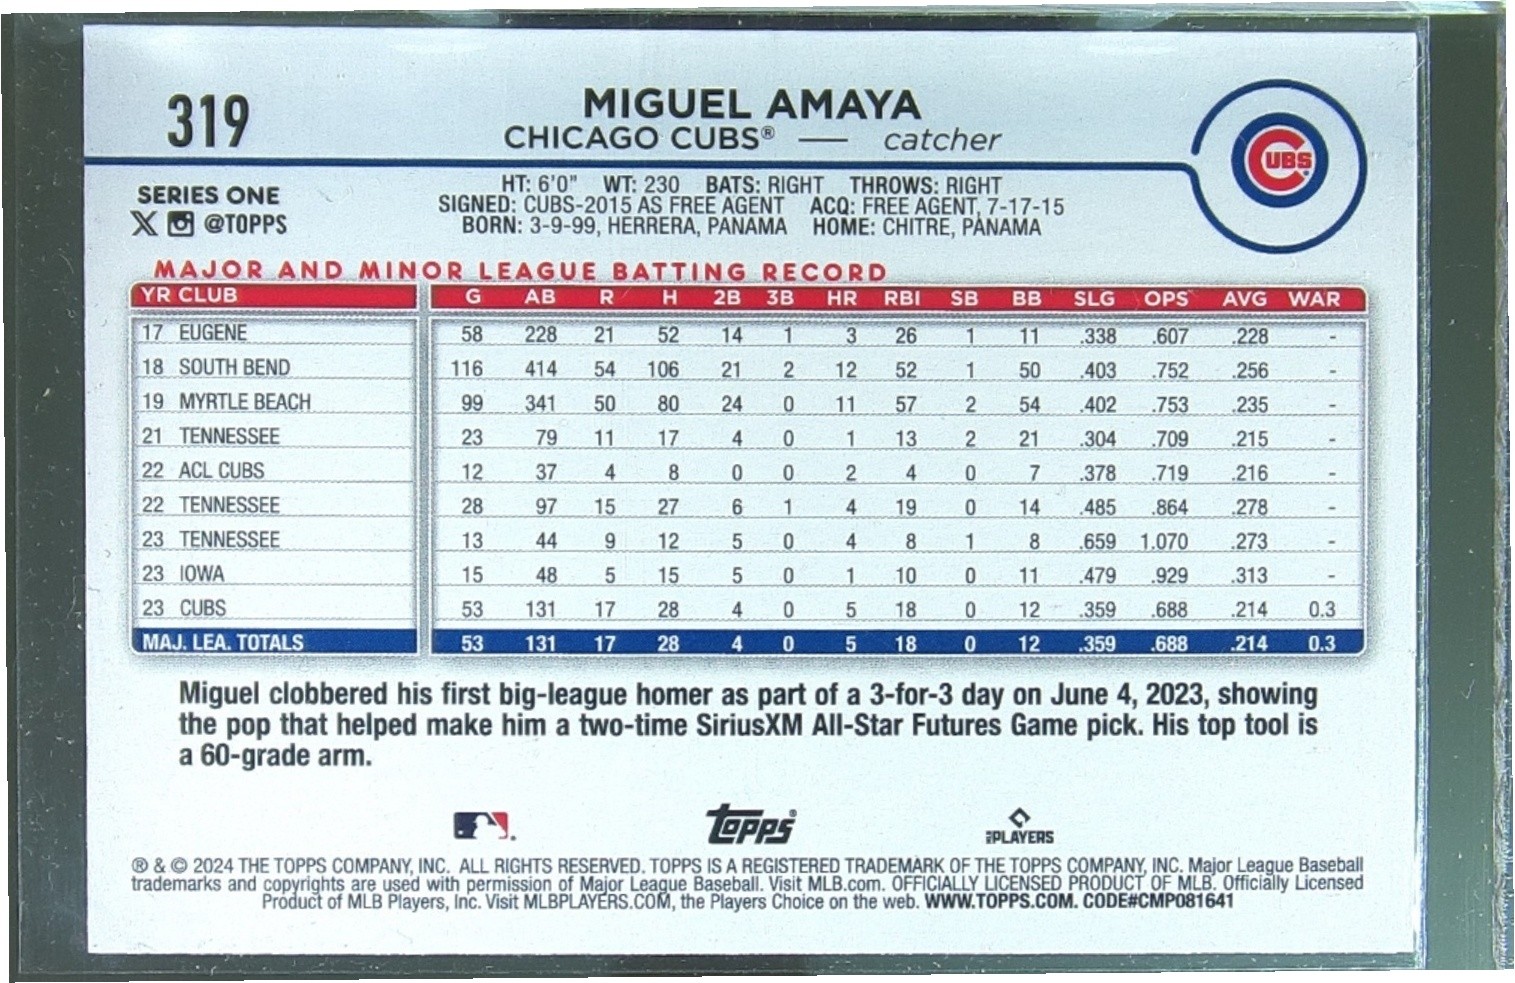 319
MIGUEL AMAYA
CHICAGO CUBS® — catcher
CUBS
SERIES ONE
@TOPPS
HT: 6'0" WT: 230 BATS: RIGHT THROWS: RIGHT
SIGNED: CUBS-2015 AS FREE AGENT ACQ: FREE AGENT, 7-17-15
BORN: 3-9-99, HERRERA, PANAMA HOME: CHITRE, PANAMA
MAJOR AND MINOR LEAGUE BATTING RECORD
YR CLUB G AB R H 2B 3B HR RBI SB BB SLG OPS AVG WAR
17 EUGENE 58 228 21 52 14 1 3 26 1 11 .338 .607 .228 -
18 SOUTH BEND 116 414 54 106 21 2 12 52 1 50 .403 .752 .256 -
19 MYRTLE BEACH 99 341 50 80 24 0 11 57 2 54 .402 .753 .235 -
21 TENNESSEE 23 79 11 17 4 0 1 13 2 21 .304 .709 .215 -
22 ACL CUBS 12 37 4 8 0 0 2 4 0 7 .378 .719 .216 -
22 TENNESSEE 28 97 15 27 6 1 4 19 0 14 .485 .864 .278 -
23 TENNESSEE 13 44 9 12 5 0 4 8 1 8 .659 1.070 .273 -
23 IOWA 15 48 5 15 5 0 1 10 0 11 .479 .929 .313 -
23 CUBS 53 131 17 28 4 0 5 18 0 12 .359 .688 .214 0.3
MAJ. LEA. TOTALS 53 131 17 28 4 0 5 18 0 12 .359 .688 .214 0.3
Miguel clobbered his first big-league homer as part of a 3-for-3 day on June 4, 2023, showing
the pop that helped make him a two-time SiriusXM All-Star Futures Game pick. His top tool is
a 60-grade arm.
Topps® PLAYERS
® & © 2024 THE TOPPS COMPANY, INC. ALL RIGHTS RESERVED. TOPPS IS A REGISTERED TRADEMARK OF THE TOPPS COMPANY, INC. Major League Baseball
trademarks and copyrights are used with permission of Major League Baseball. Visit MLB.com. OFFICIALLY LICENSED PRODUCT OF MLB. Officially Licensed
Product of MLB Players, Inc. Visit MLBPLAYERS.COM, the Players Choice on the web. WWW.TOPPS.COM. CODE#CMP081641